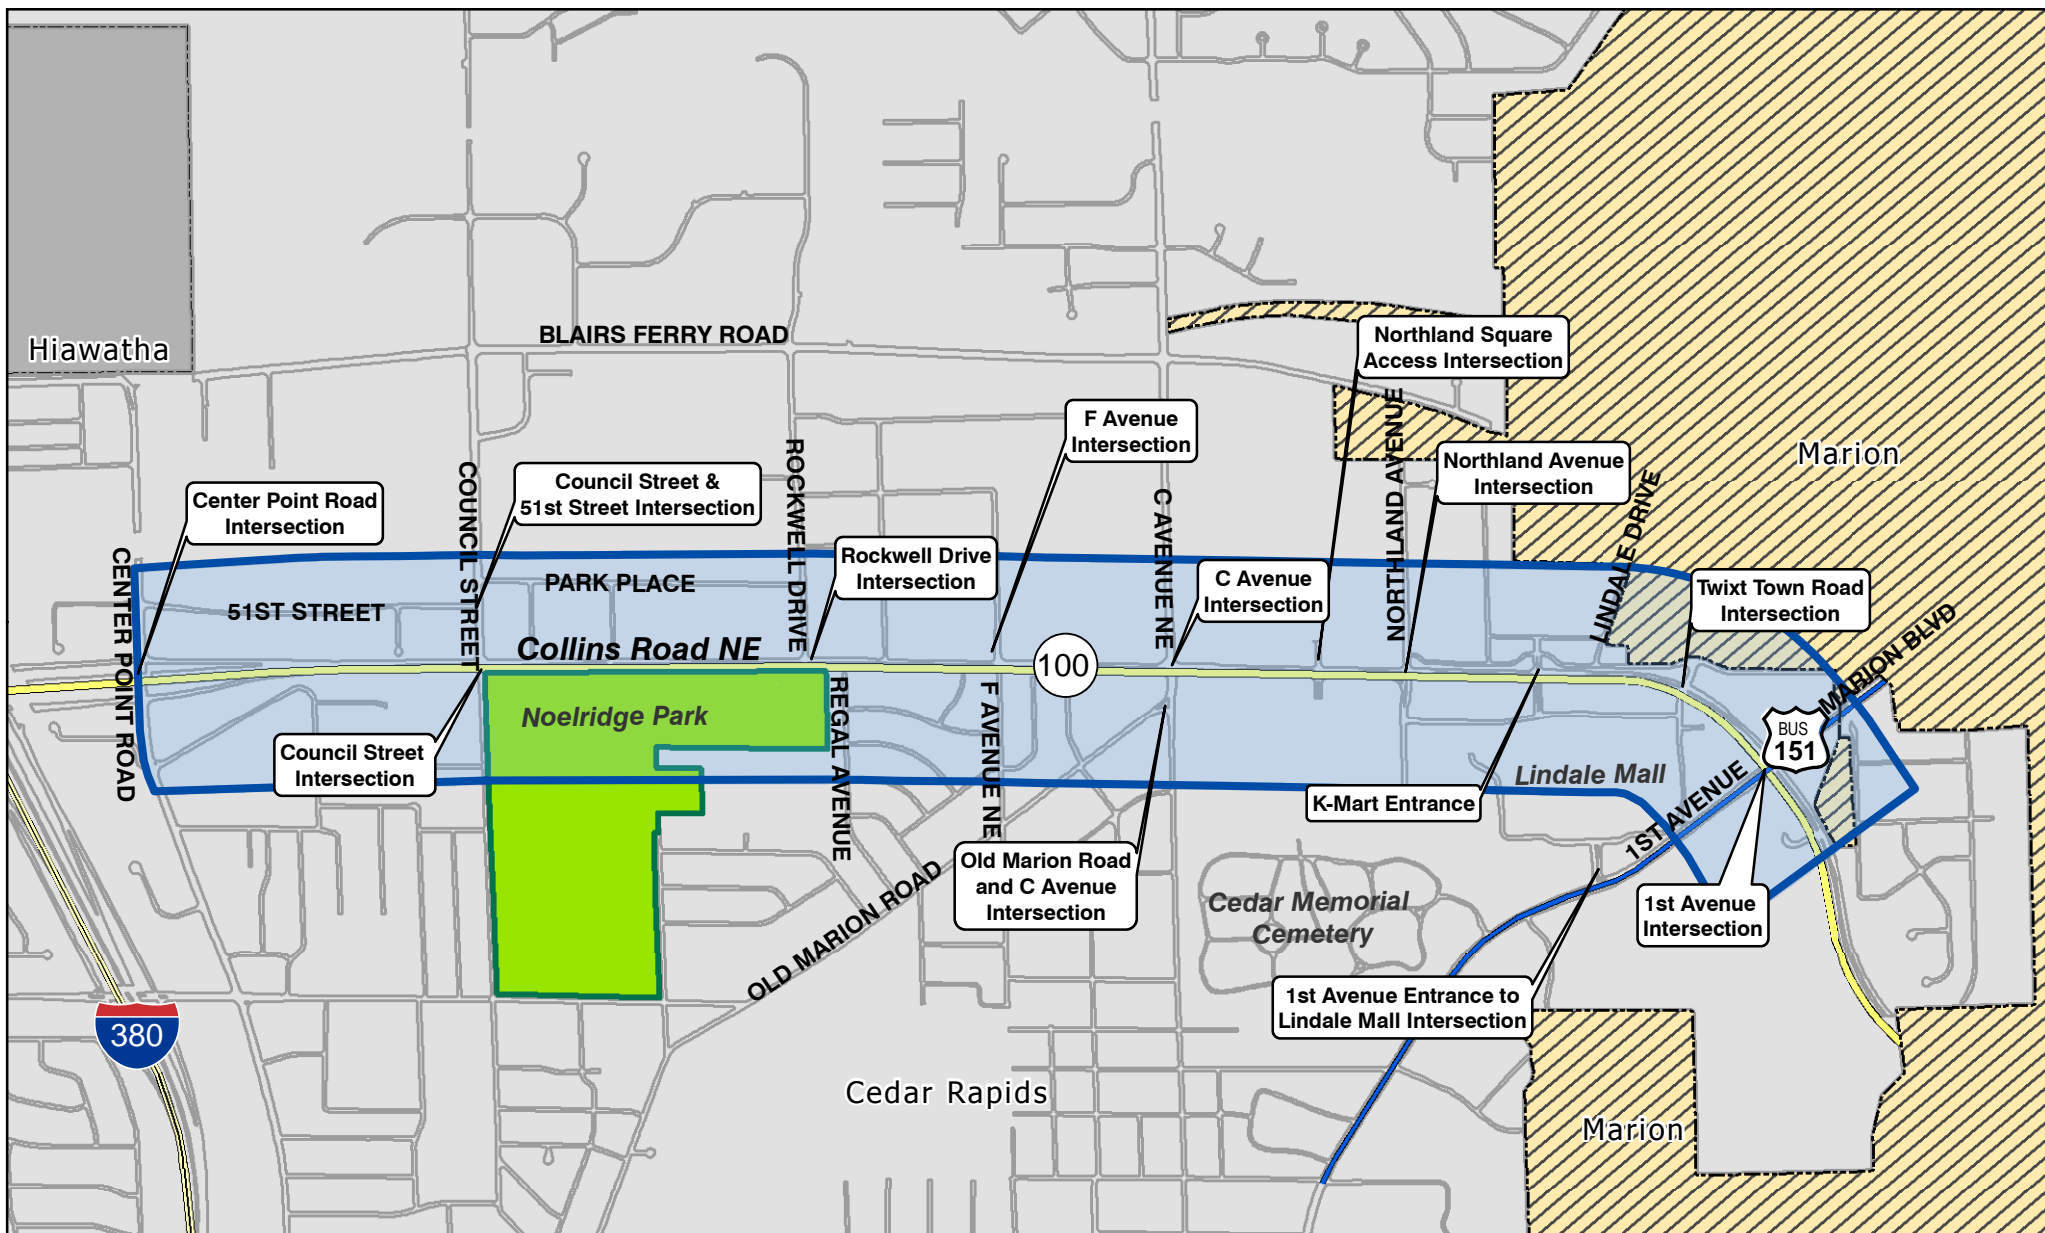 Hiawatha
BLAIRS FERRY ROAD
Northland Square
Access Intersection
F Avenue
Intersection
Northland Avenue
Intersection
Marion
Center Point Road
Intersection
Council Street &
51st Street Intersection
COUNCIL STREET
ROCKWELL DRIVE
C AVENUE NE
NORTHLAND AVENUE
LINDALE DRIVE
Rockwell Drive
Intersection
C Avenue
Intersection
Twixt Town Road
Intersection
CENTER POINT ROAD
51ST STREET
PARK PLACE
Collins Road NE
100
MARION BLVD
Noelridge Park
REGAL AVENUE
F AVENUE NE
BUS
151
Council Street
Intersection
K-Mart Entrance
Lindale Mall
1ST AVENUE
Old Marion Road
and C Avenue
Intersection
OLD MARION ROAD
Cedar Memorial
Cemetery
1st Avenue
Intersection
1st Avenue Entrance to
Lindale Mall Intersection
380
Cedar Rapids
Marion